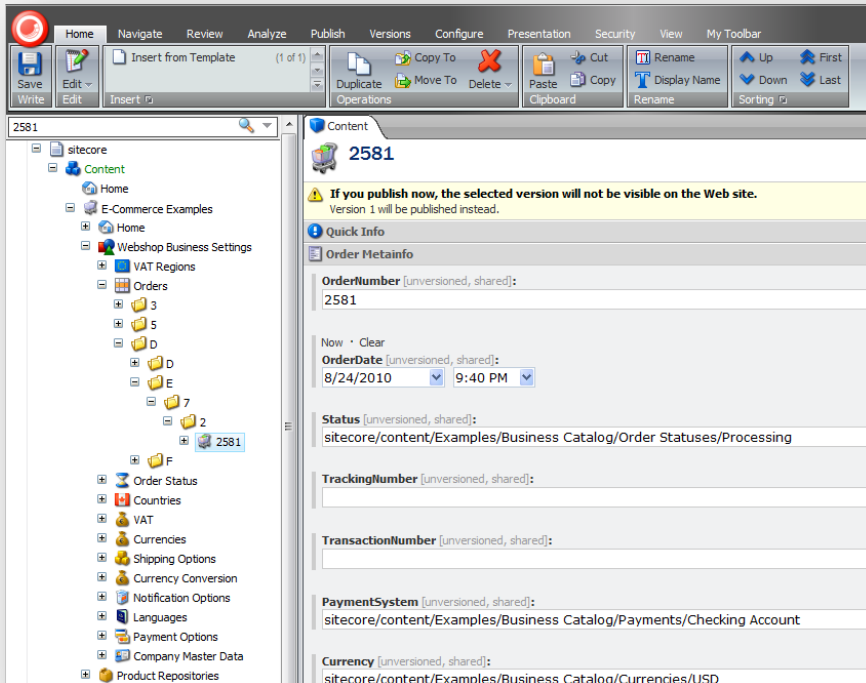 Home Navigate Review Analyze Publish Versions Configure Presentation Security View My Toolbar
Insert from Template (1 of 1) Copy To Cut Rename Up First
Save Edit Duplicate Move To Delete Paste Copy Display Name Down Last
Write Edit Insert Operations Clipboard Rename Sorting
2581
sitecore
Content
Home
E-Commerce Examples
Home
Webshop Business Settings
VAT Regions
Orders
3
5
D
D
E
7
2
2581
F
Order Status
Countries
VAT
Currencies
Shipping Options
Currency Conversion
Notification Options
Languages
Payment Options
Company Master Data
Product Repositories
Content
2581
If you publish now, the selected version will not be visible on the Web site.
Version 1 will be published instead.
Quick Info
Order Metainfo
OrderNumber [unversioned, shared]:
2581
Now · Clear
OrderDate [unversioned, shared]:
8/24/2010 9:40 PM
Status [unversioned, shared]:
sitecore/content/Examples/Business Catalog/Order Statuses/Processing
TrackingNumber [unversioned, shared]:
TransactionNumber [unversioned, shared]:
PaymentSystem [unversioned, shared]:
sitecore/content/Examples/Business Catalog/Payments/Checking Account
Currency [unversioned, shared]:
sitecore/content/Examples/Business Catalog/Currencies/USD